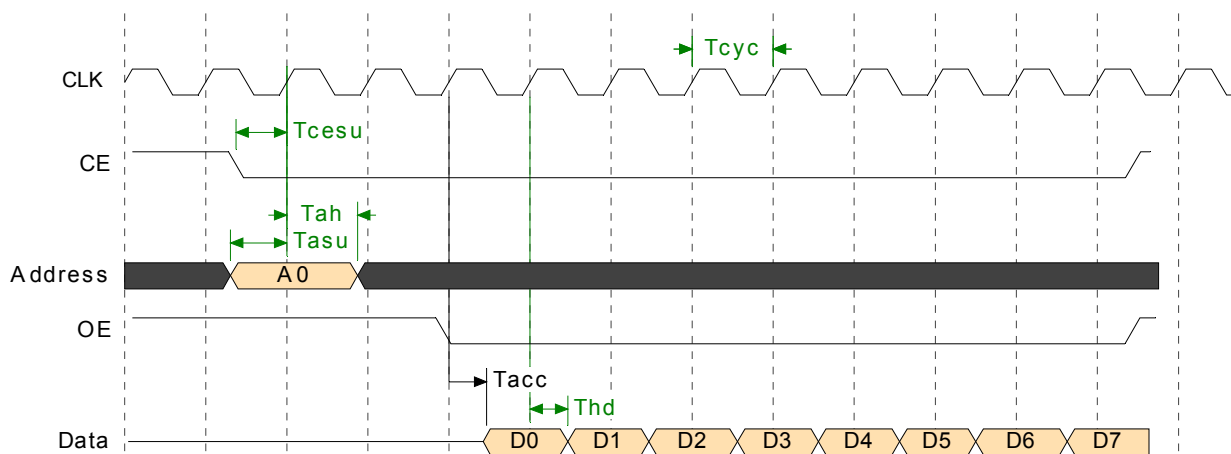 Tcyc
CLK
Tcesu
CE
Tah
Tasu
Address A0
OE
Tacc
Thd
Data D0 D1 D2 D3 D4 D5 D6 D7